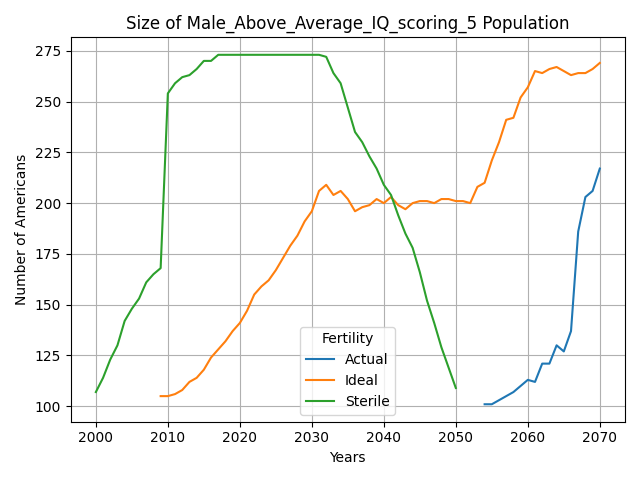 Size of Male_Above_Average_IQ_scoring_5 Population
Number of Americans
275
250
225
200
175
150
125
100
Fertility
Actual
Ideal
Sterile
2000 2010 2020 2030 2040 2050 2060 2070
Years